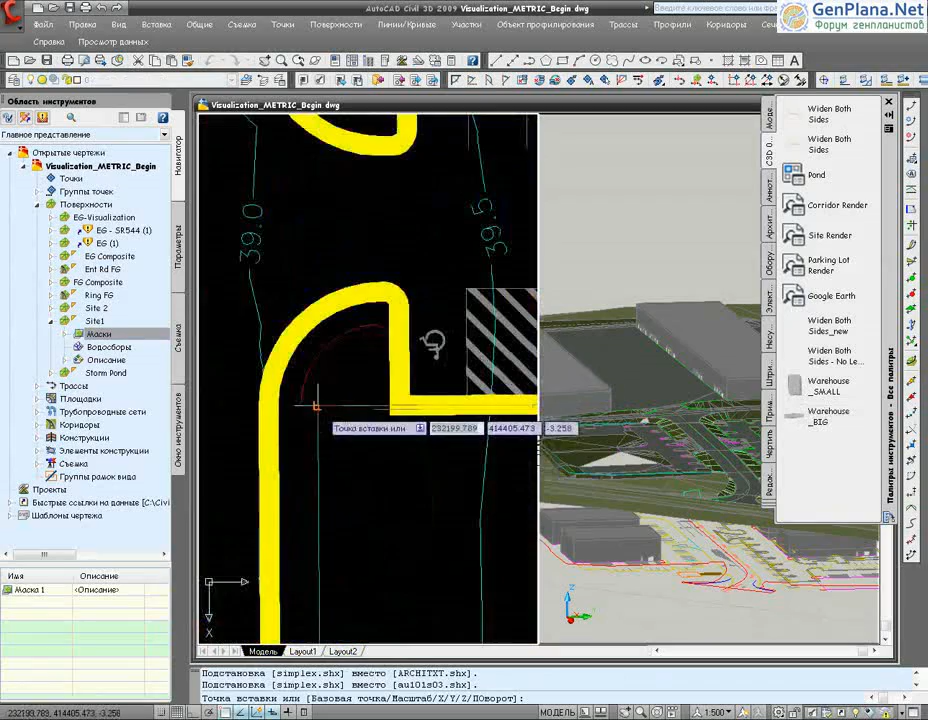 AutoCAD Civil 3D 2009 Visualization_METRIC_Begin dwg
Введите ключевое слово или фр
GenPlana.Net
Форум генпланистов
Файл Правка Вид Вставка Общие Съемка Точки Поверхности Линии/Кривые Участки Объект профилирования Трассы Профили Коридоры
Справка Просмотр данных
Область инструментов
Главное представление
Открытые чертежи
Visualization_METRIC_Begin
Точки
Группы точек
Поверхности
EG-Visualization
EG - SR544 (1)
EG (1)
EG Composite
Ent Rd FG
FG Composite
Ring FG
Site 2
Site1
Маски
Водосборы
Описание
Storm Pond
Трассы
Площадки
Трубопроводные сети
Коридоры
Конструкции
Элементы конструкции
Съемка
Группы рамок вида
Проекты
Быстрые ссылки на данные [C:\Civi
Шаблоны чертежа
Имя Описание
Маска 1 <Описание>
Навигатор
Параметры
Съемка
Окно инструментов
Visualization_METRIC_Begin dwg
39.0
39.5
Точка вставки или 232199.789 414405.473 -3.258
X
Z
Модель Layout1 Layout2
Widen Both
Sides
Widen Both
Sides
Pond
Corridor Render
Site Render
Parking Lot
Render
Google Earth
Widen Both
Sides_new
Widen Both
Sides - No Le...
Warehouse
_SMALL
Warehouse
_BIG
Палитры инструментов - Все палитры
Подстановка [simplex.shx] вместо [ARCHITXT.shx].
Подстановка [simplex.shx] вместо [au101s03.shx].
Точка вставки или [Базовая точка/Масштаб/X/Y/Z/ПОворот]:
232199.789, 414405.473, -3.258
МОДЕЛЬ 1:500